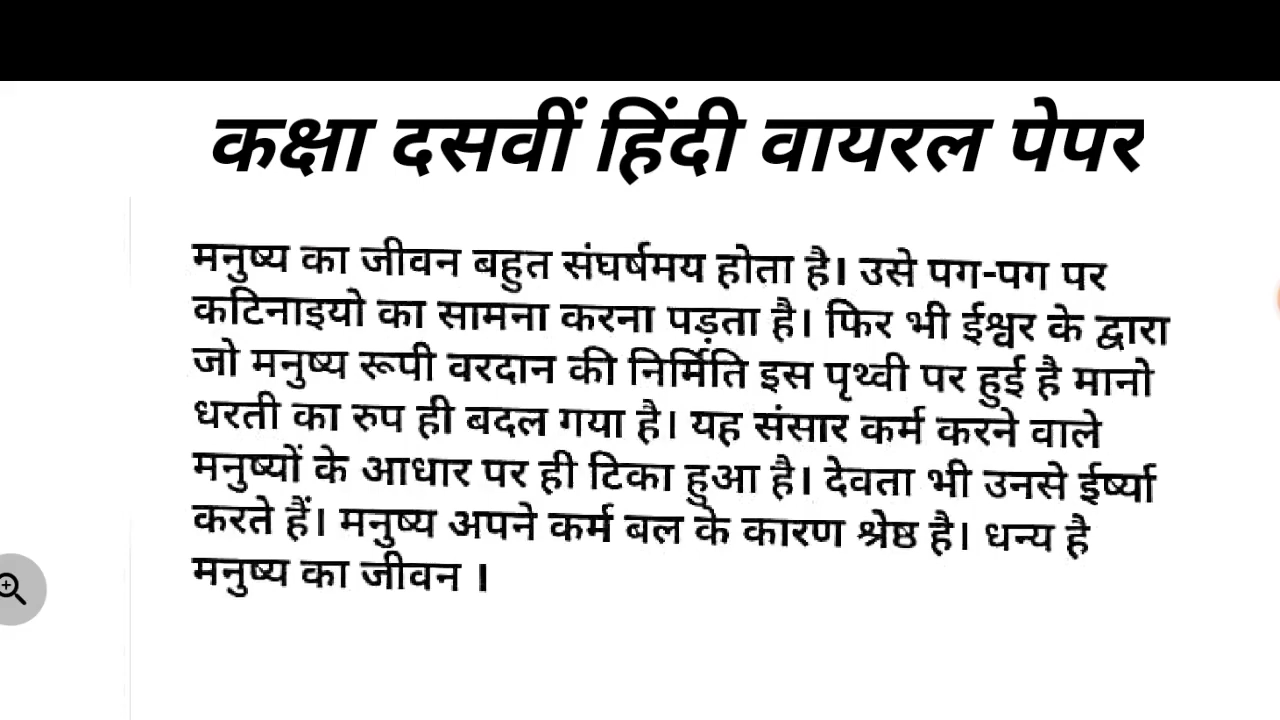 कक्षा दसवीं हिंदी वायरल पेपर
मनुष्य का जीवन बहुत संघर्षमय होता है। उसे पग-पग पर
कटिनाइयो का सामना करना पड़ता है। फिर भी ईश्वर के द्वारा
जो मनुष्य रूपी वरदान की निर्मिति इस पृथ्वी पर हुई है मानो
धरती का रुप ही बदल गया है। यह संसार कर्म करने वाले
मनुष्यों के आधार पर ही टिका हुआ है। देवता भी उनसे ईर्ष्या
करते हैं। मनुष्य अपने कर्म बल के कारण श्रेष्ठ है। धन्य है
मनुष्य का जीवन ।